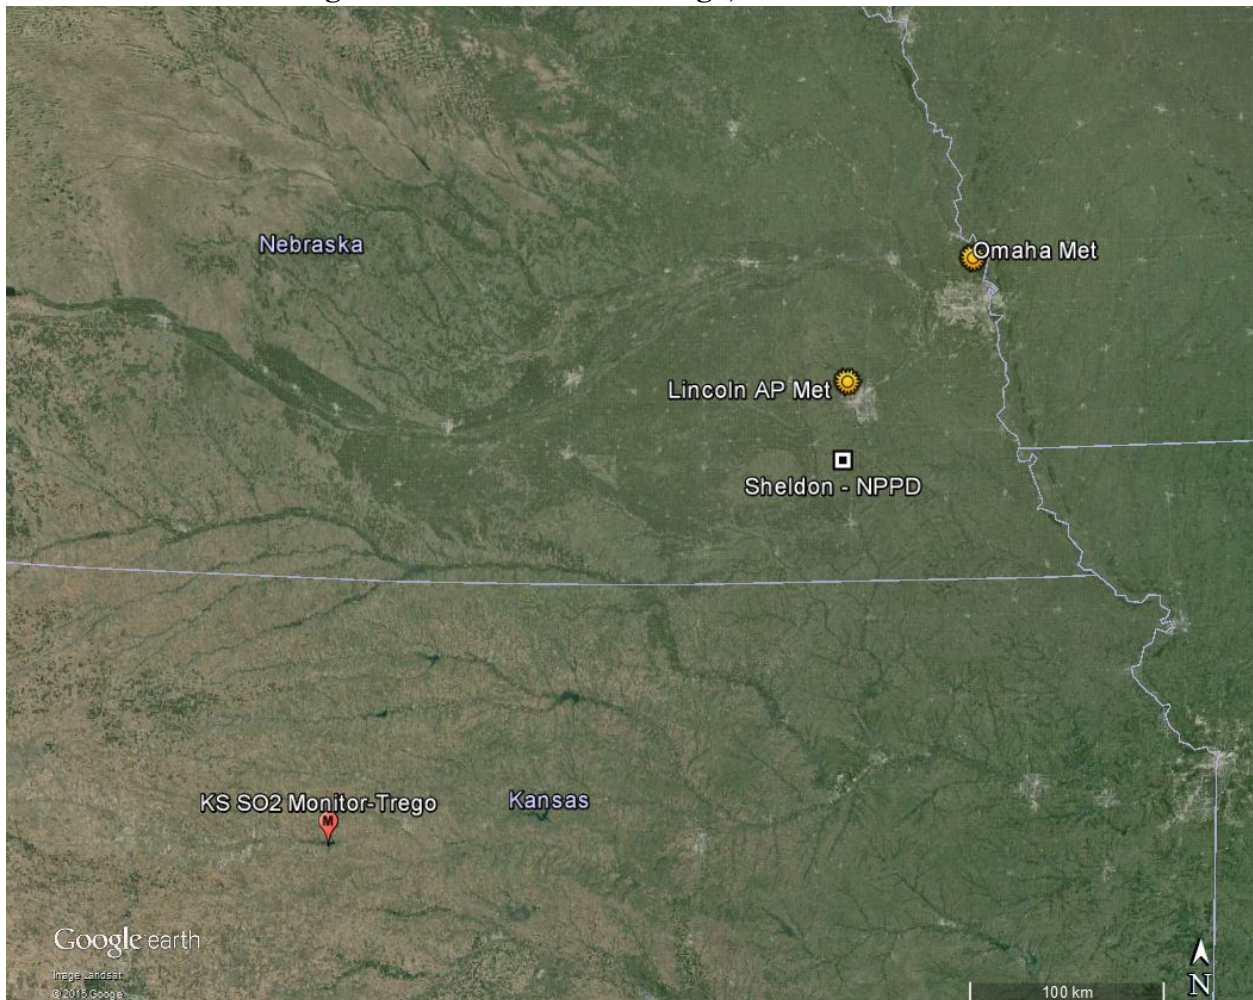 Nebraska
Omaha Met
Lincoln AP Met
Sheldon - NPPD
KS SO2 Monitor-Trego
M
Kansas
Google earth
Image Landsat
© 2015 Google
100 km
N